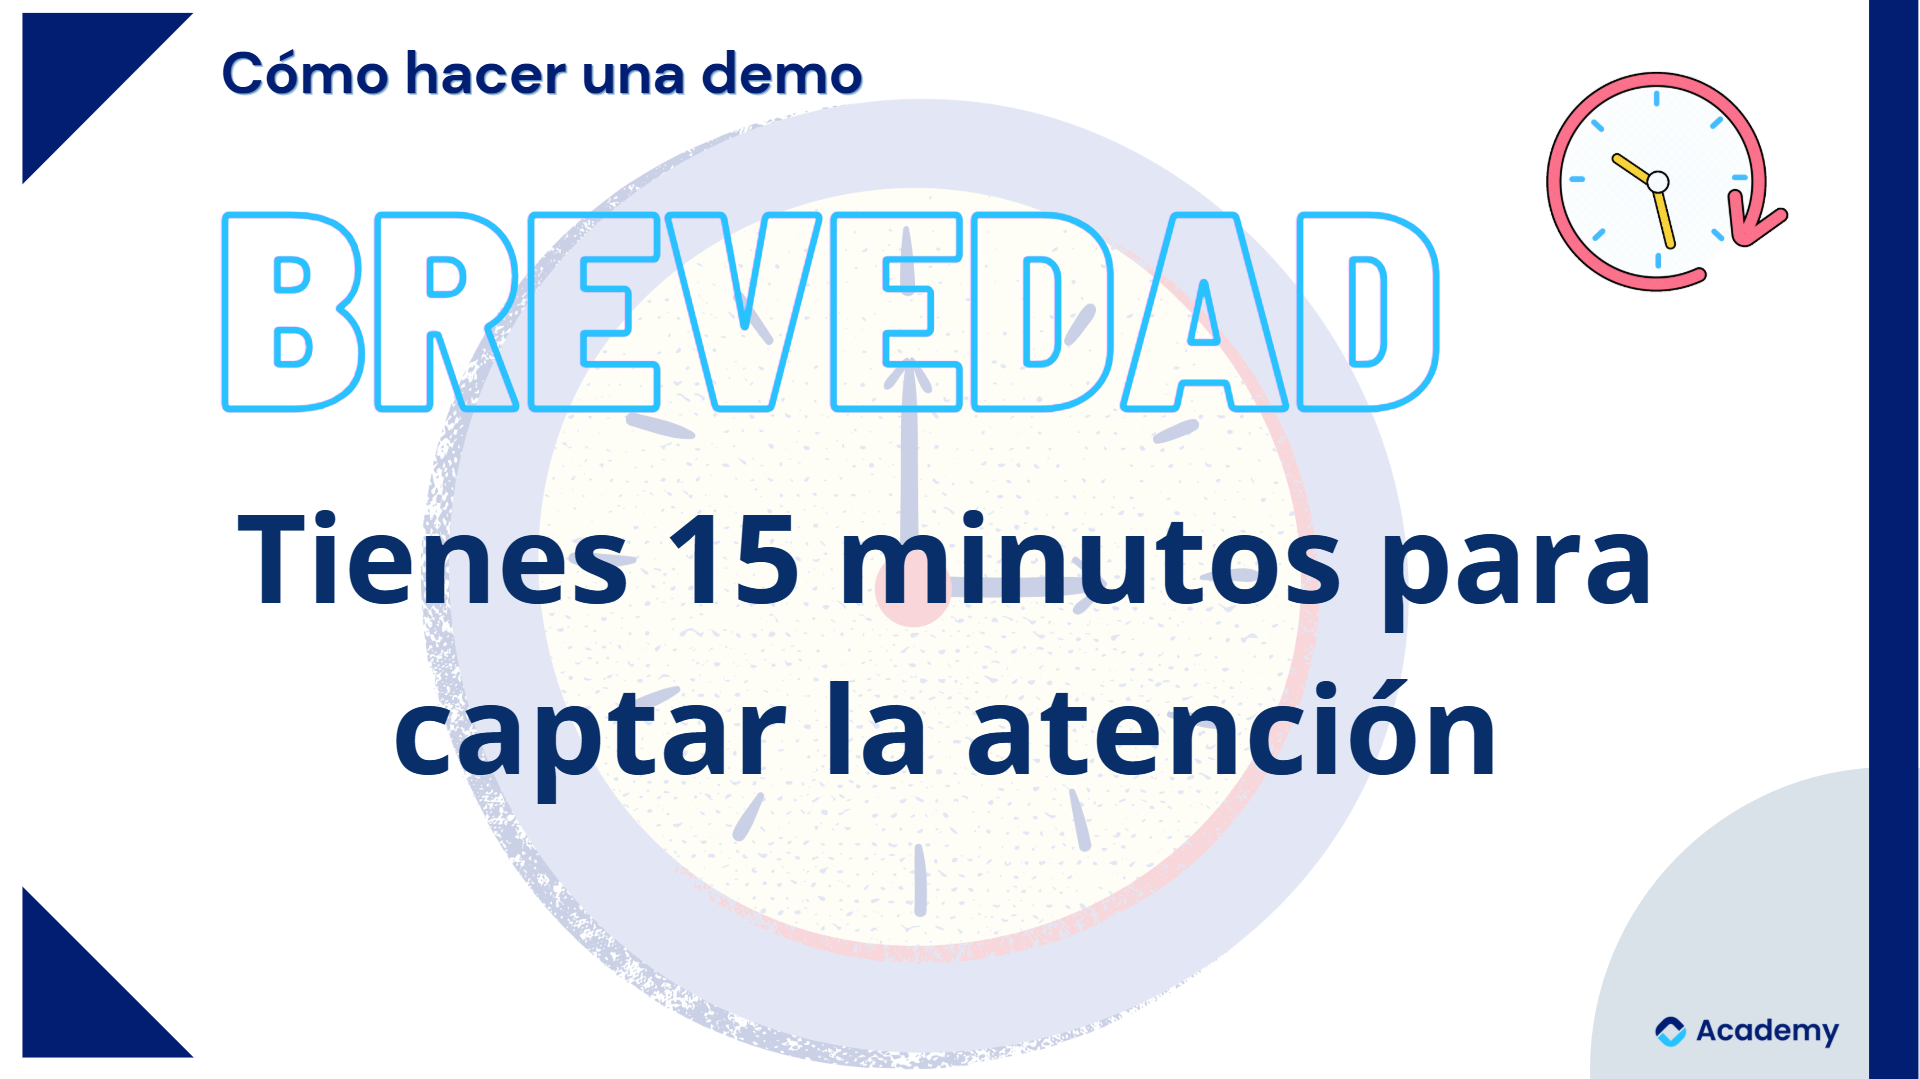 Cómo hacer una demo
BREVEDAD
Tienes 15 minutos para
captar la atención
Academy